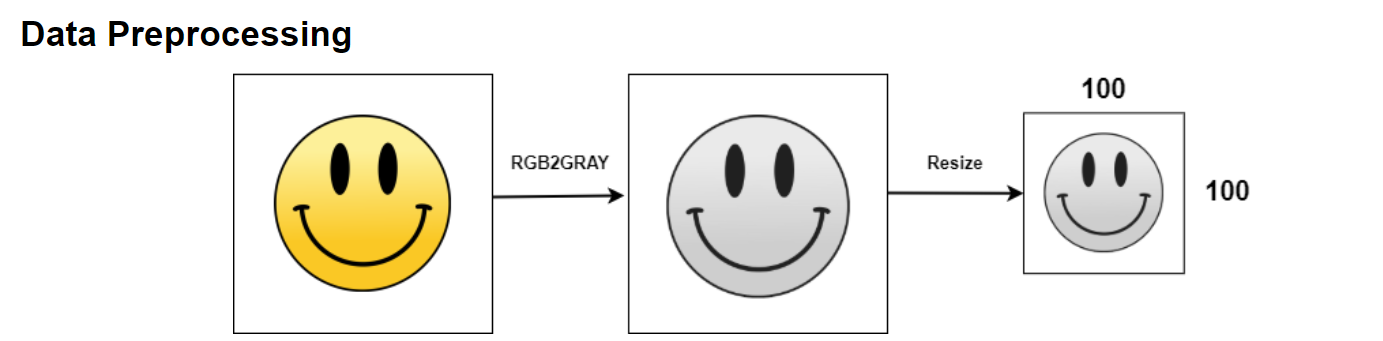 Data Preprocessing
RGB2GRAY
Resize
100
100